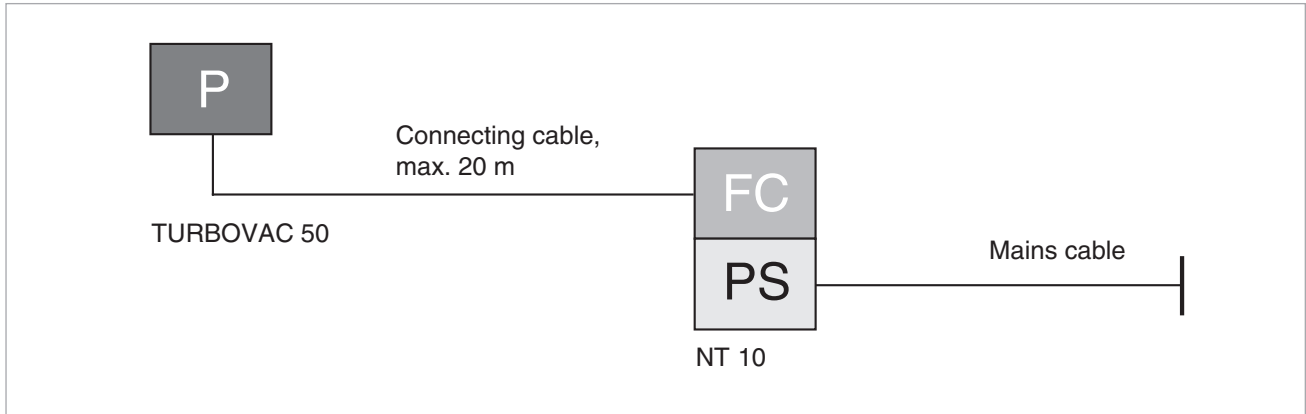 P
Connecting cable,
max. 20 m
FC
TURBOVAC 50
Mains cable
PS
NT 10